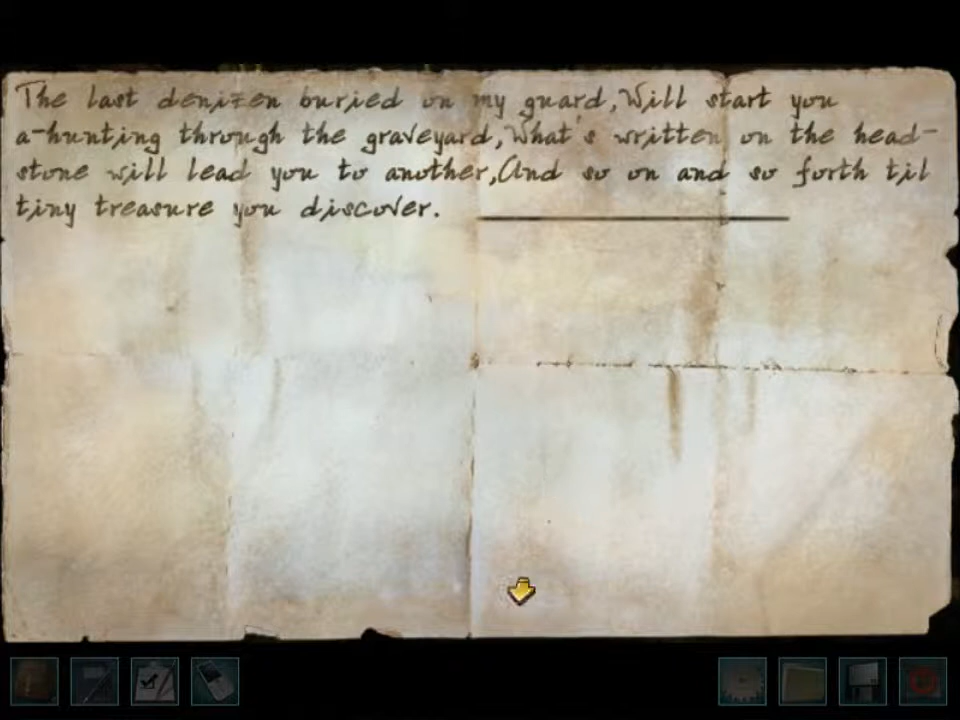 The last denizen buried on my guard,Will start you
a-hunting through the graveyard,What's written on the head-
stone will lead you to another,And so on and so forth til
tiny treasure you discover.